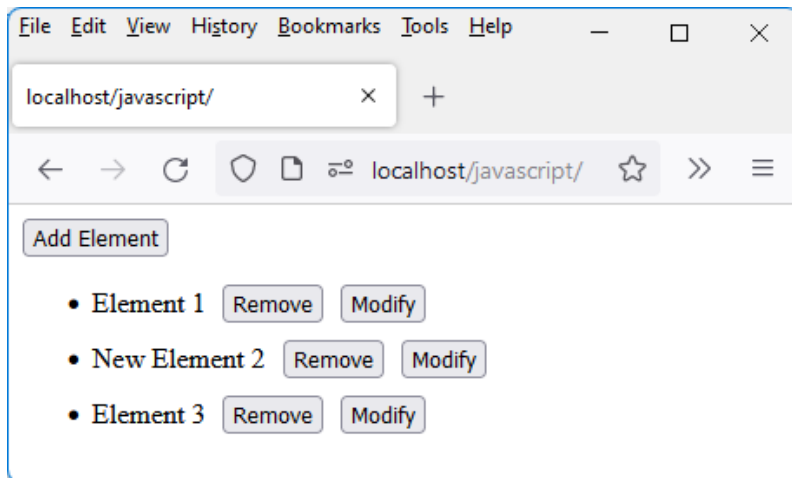 File Edit View History Bookmarks Tools Help
localhost/javascript/
localhost/javascript/
Add Element
• Element 1 Remove Modify
• New Element 2 Remove Modify
• Element 3 Remove Modify